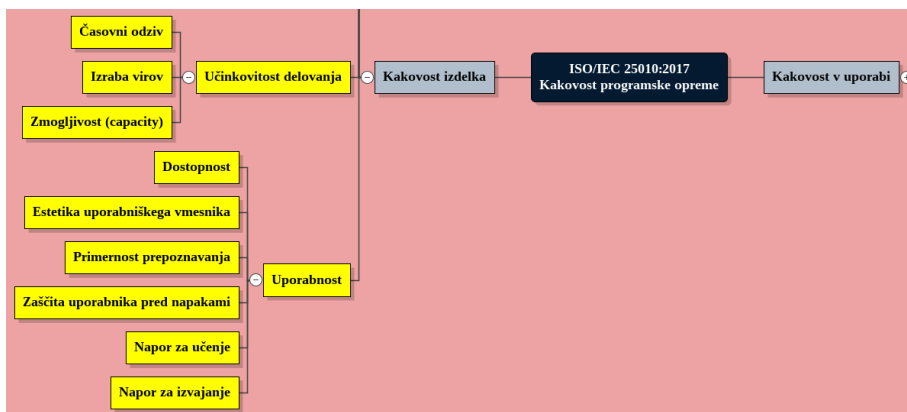 Časovni odziv
Izraba virov
Učinkovitost delovanja
Kakovost izdelka
ISO/IEC 25010:2017
Kakovost programske opreme
Kakovost v uporabi
Zmogljivost (capacity)
Dostopnost
Estetika uporabniškega vmesnika
Primernost prepoznavanja
Uporabnost
Zaščita uporabnika pred napakami
Napor za učenje
Napor za izvajanje